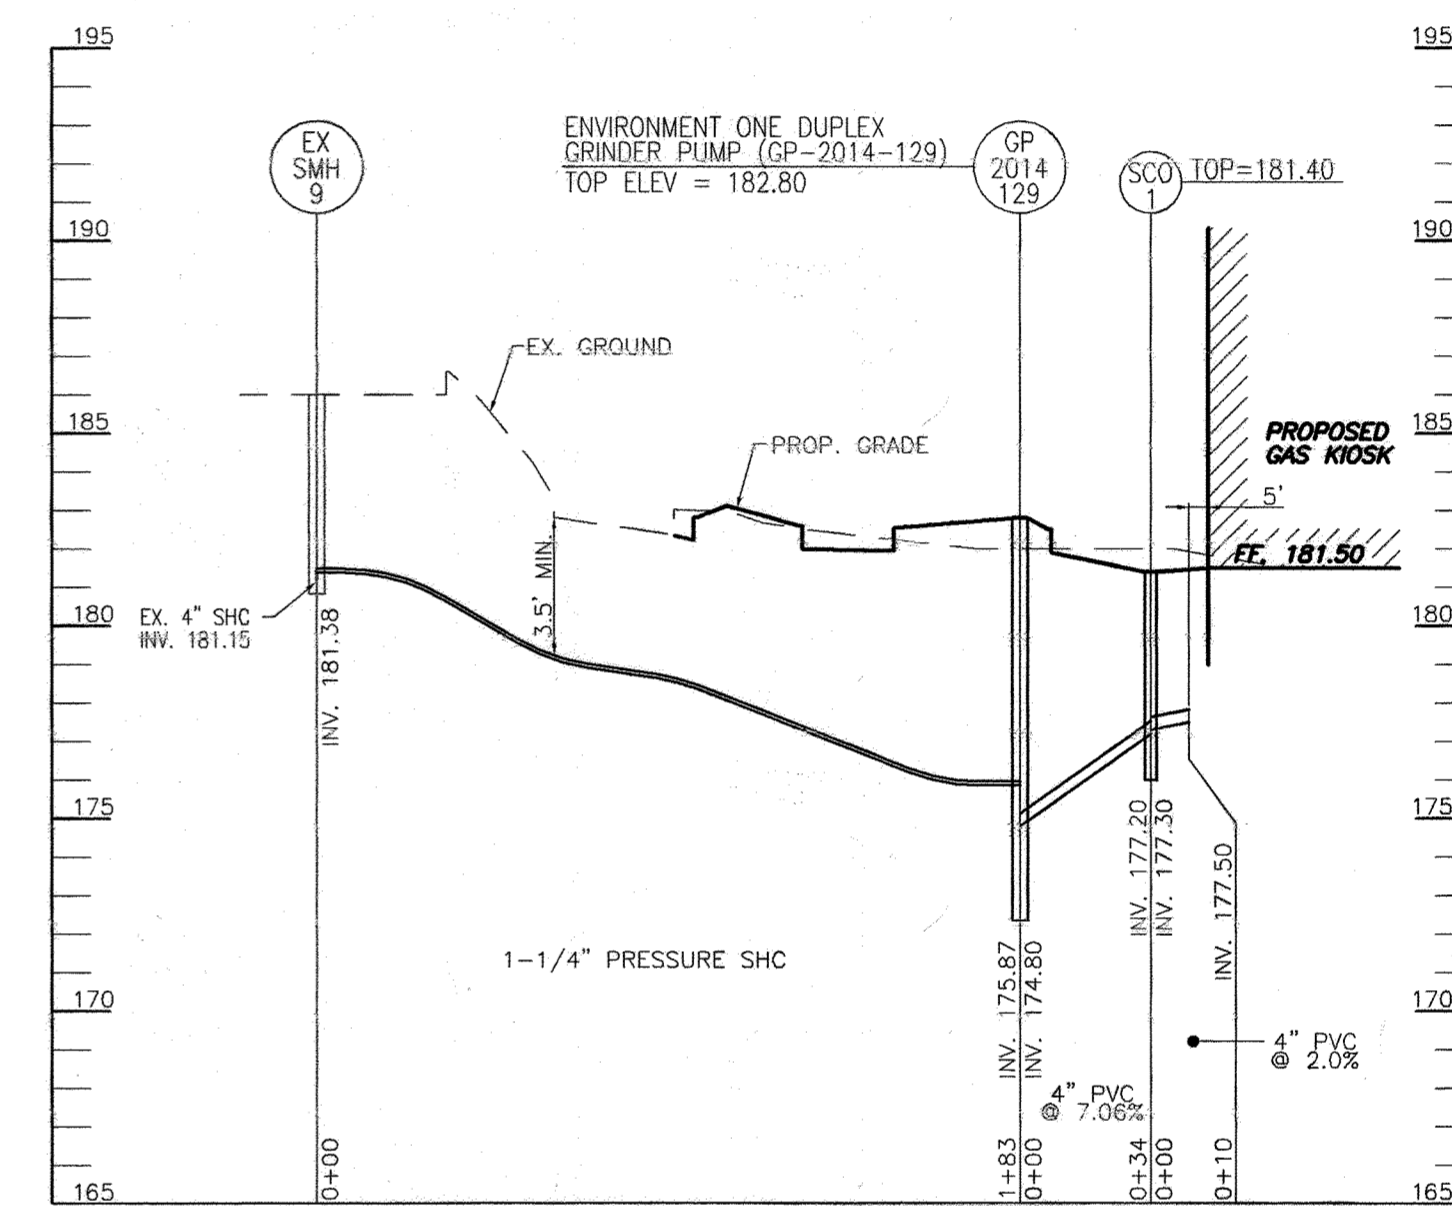 195
190
185
180
175
170
165
EX
SMH
9
ENVIRONMENT ONE DUPLEX
GRINDER PUMP (GP-2014-129)
TOP ELEV = 182.80
GP
2014
129
SCO
1
TOP=181.40
195
190
185
180
175
170
165
EX. GROUND
PROP. GRADE
PROPOSED
GAS KIOSK
5'
FF. 181.50
3.5' MIN.
EX. 4" SHC
INV. 181.15
INV. 181.38
INV. 177.20
INV. 177.30
INV. 177.50
1-1/4" PRESSURE SHC
INV. 175.87
INV. 174.80
4" PVC
@ 2.0%
4" PVC
@ 7.06%
0+00
1+83
0+00
0+34
0+00
0+10